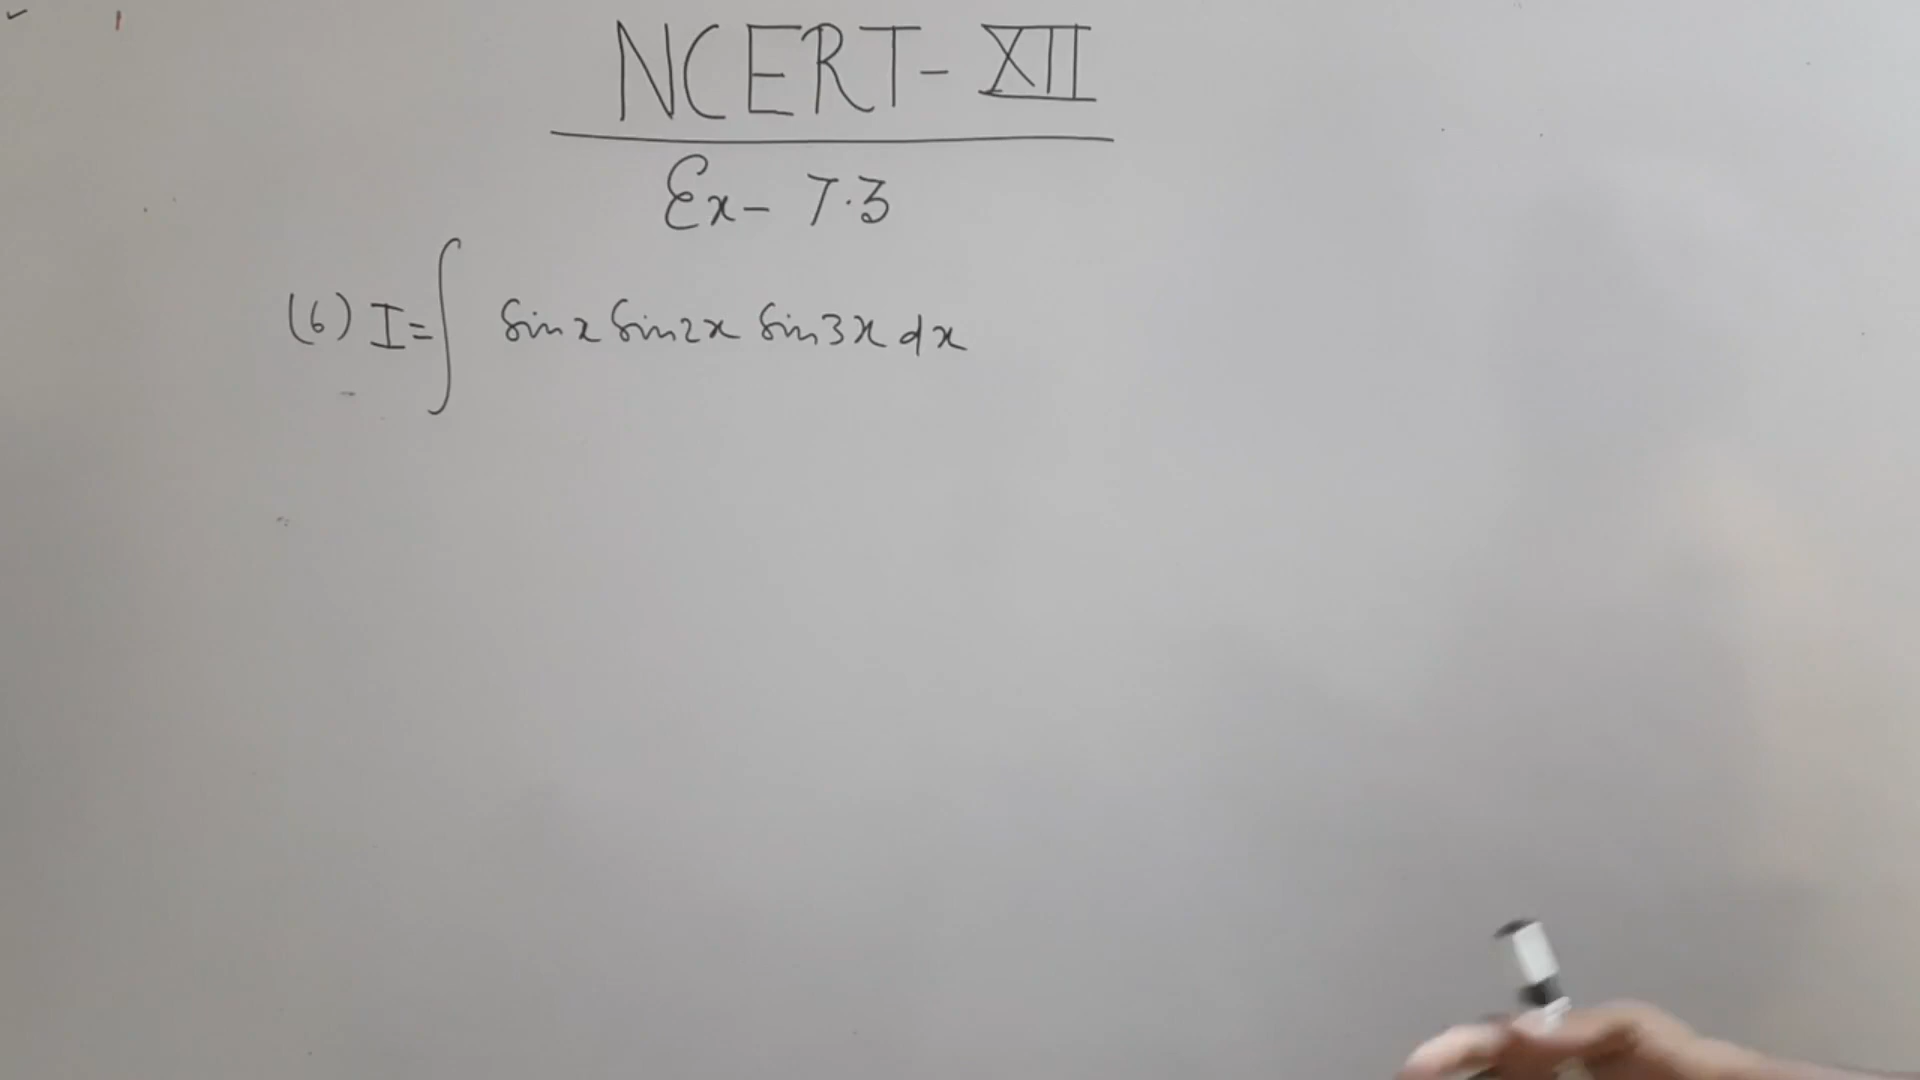 NCERT- XII
Ex- 7.3
(6) I = ∫ Sin x Sin 2x Sin 3x dx